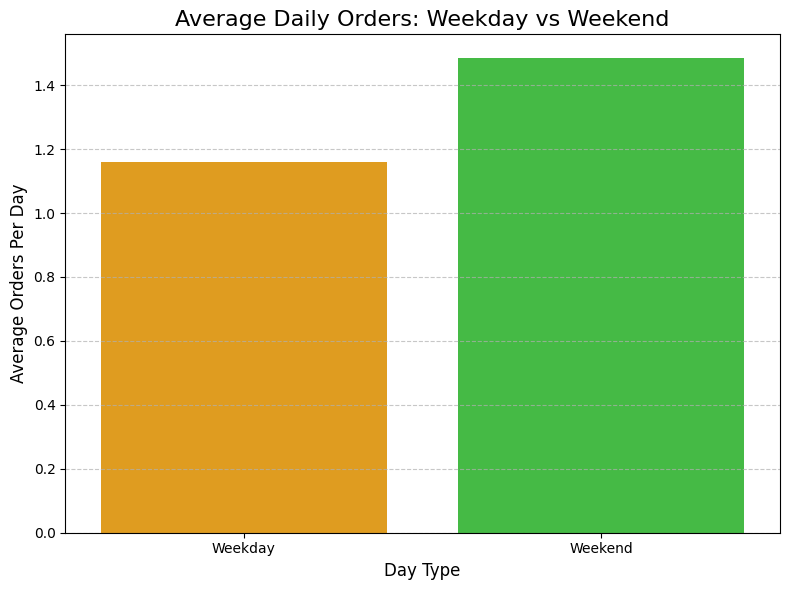 Average Daily Orders: Weekday vs Weekend
1.4
1.2
1.0
0.8
0.6
0.4
0.2
0.0
Average Orders Per Day
Weekday
Weekend
Day Type